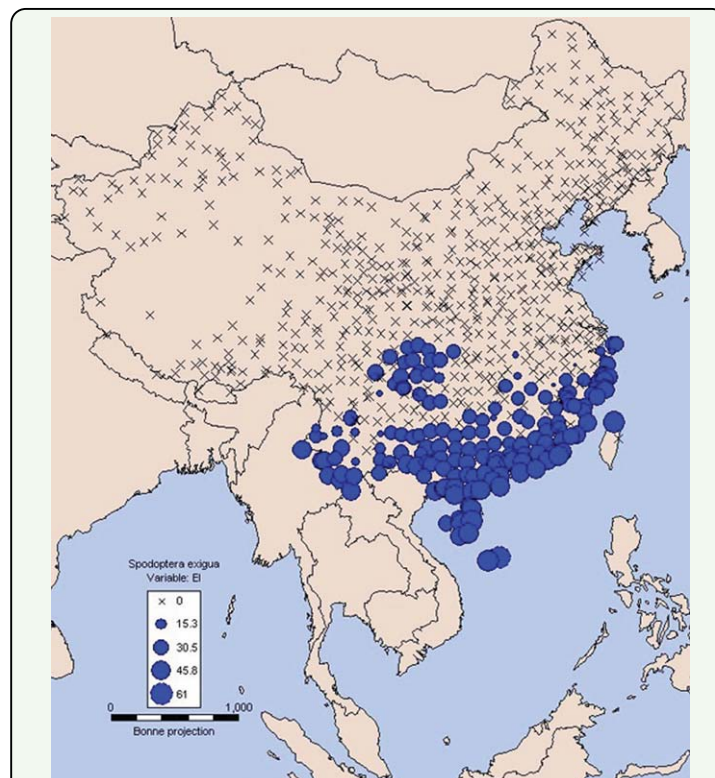 Spodoptera exigua
Variable: EI
0
15.3
30.5
45.8
61
0 1,000
Bonne projection